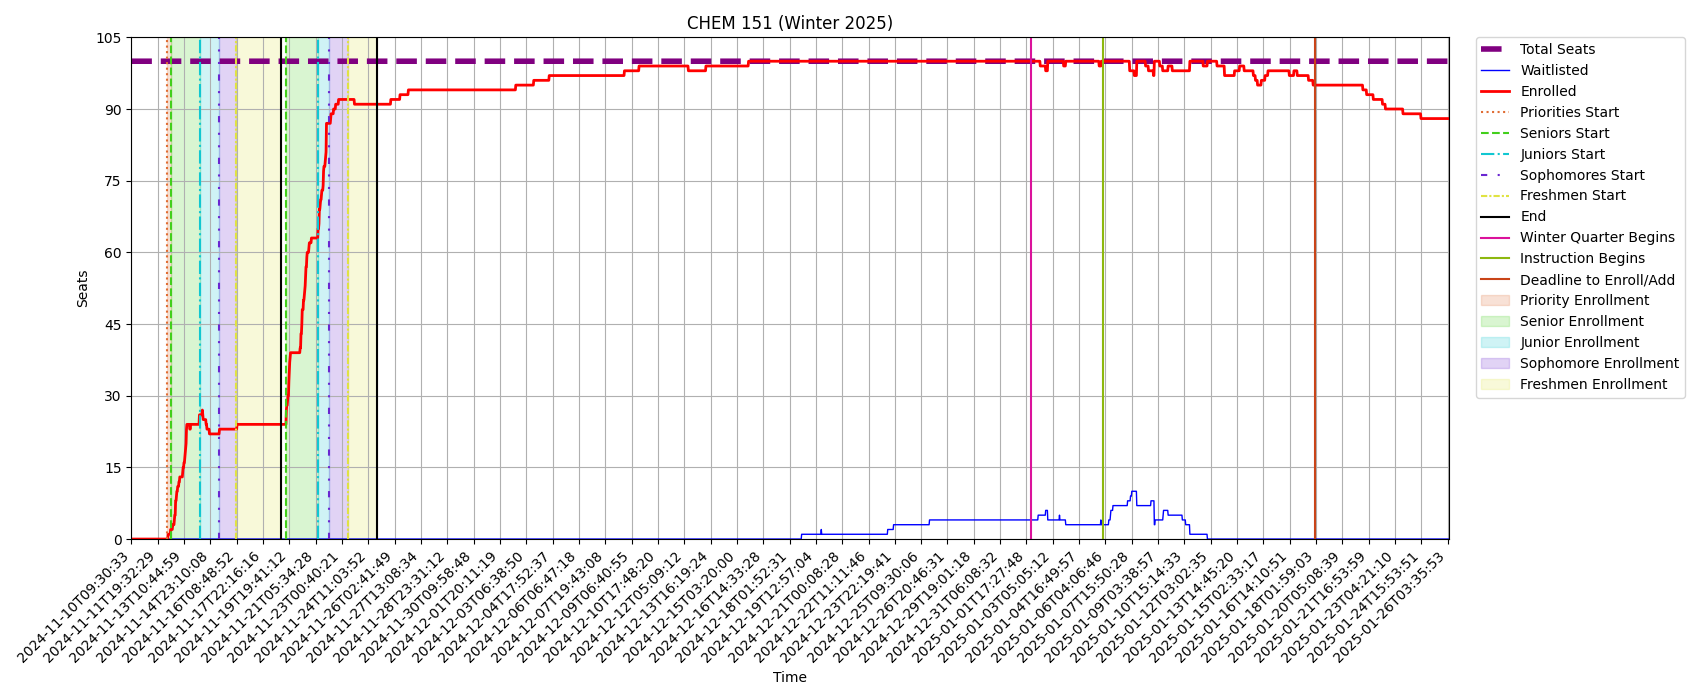 CHEM 151 (Winter 2025)
105
90
75
60
45
30
15
0
Seats
2024-11-10T09:30:33
2024-11-11T19:32:29
2024-11-13T10:44:59
2024-11-14T23:10:08
2024-11-16T08:48:52
2024-11-17T22:16:16
2024-11-19T19:41:12
2024-11-21T05:34:28
2024-11-23T00:40:21
2024-11-24T11:03:52
2024-11-26T02:41:49
2024-11-27T13:08:34
2024-11-28T23:31:12
2024-11-30T09:58:48
2024-12-01T20:11:19
2024-12-03T06:38:50
2024-12-04T17:52:37
2024-12-06T06:47:18
2024-12-07T19:43:08
2024-12-09T06:40:55
2024-12-10T17:48:20
2024-12-12T05:09:12
2024-12-13T16:19:24
2024-12-15T03:20:00
2024-12-16T14:33:28
2024-12-18T01:52:31
2024-12-19T12:57:04
2024-12-21T00:08:28
2024-12-22T11:11:46
2024-12-23T22:19:41
2024-12-25T09:30:06
2024-12-26T20:46:31
2024-12-29T19:01:18
2024-12-31T06:08:32
2025-01-01T17:27:48
2025-01-03T05:05:12
2025-01-04T16:49:57
2025-01-06T04:06:46
2025-01-07T15:50:28
2025-01-09T03:38:57
2025-01-10T15:14:33
2025-01-12T03:02:35
2025-01-13T14:45:20
2025-01-15T02:33:17
2025-01-16T14:10:51
2025-01-18T01:59:03
2025-01-20T05:08:39
2025-01-21T16:53:59
2025-01-23T04:21:10
2025-01-24T15:53:51
2025-01-26T03:35:53
Time
Total Seats
Waitlisted
Enrolled
Priorities Start
Seniors Start
Juniors Start
Sophomores Start
Freshmen Start
End
Winter Quarter Begins
Instruction Begins
Deadline to Enroll/Add
Priority Enrollment
Senior Enrollment
Junior Enrollment
Sophomore Enrollment
Freshmen Enrollment